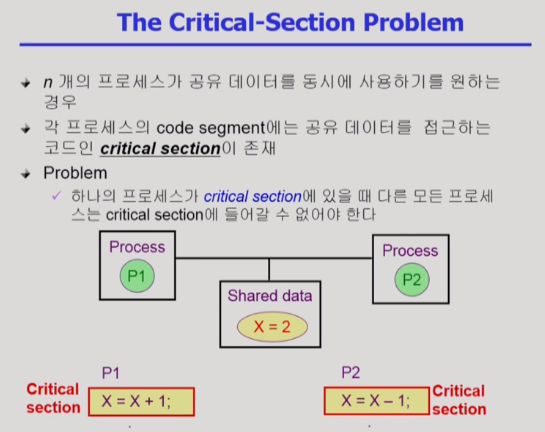 The Critical-Section Problem
n 개의 프로세스가 공유 데이터를 동시에 사용하기를 원하는
경우
각 프로세스의 code segment에는 공유 데이터를 접근하는
코드인 critical section이 존재
Problem
✓ 하나의 프로세스가 critical section에 있을 때 다른 모든 프로세
스는 critical section에 들어갈 수 없어야 한다
Process
P1
Process
P2
Shared data
X = 2
P1
P2
Critical
section
X = X + 1;
X = X – 1;
Critical
section